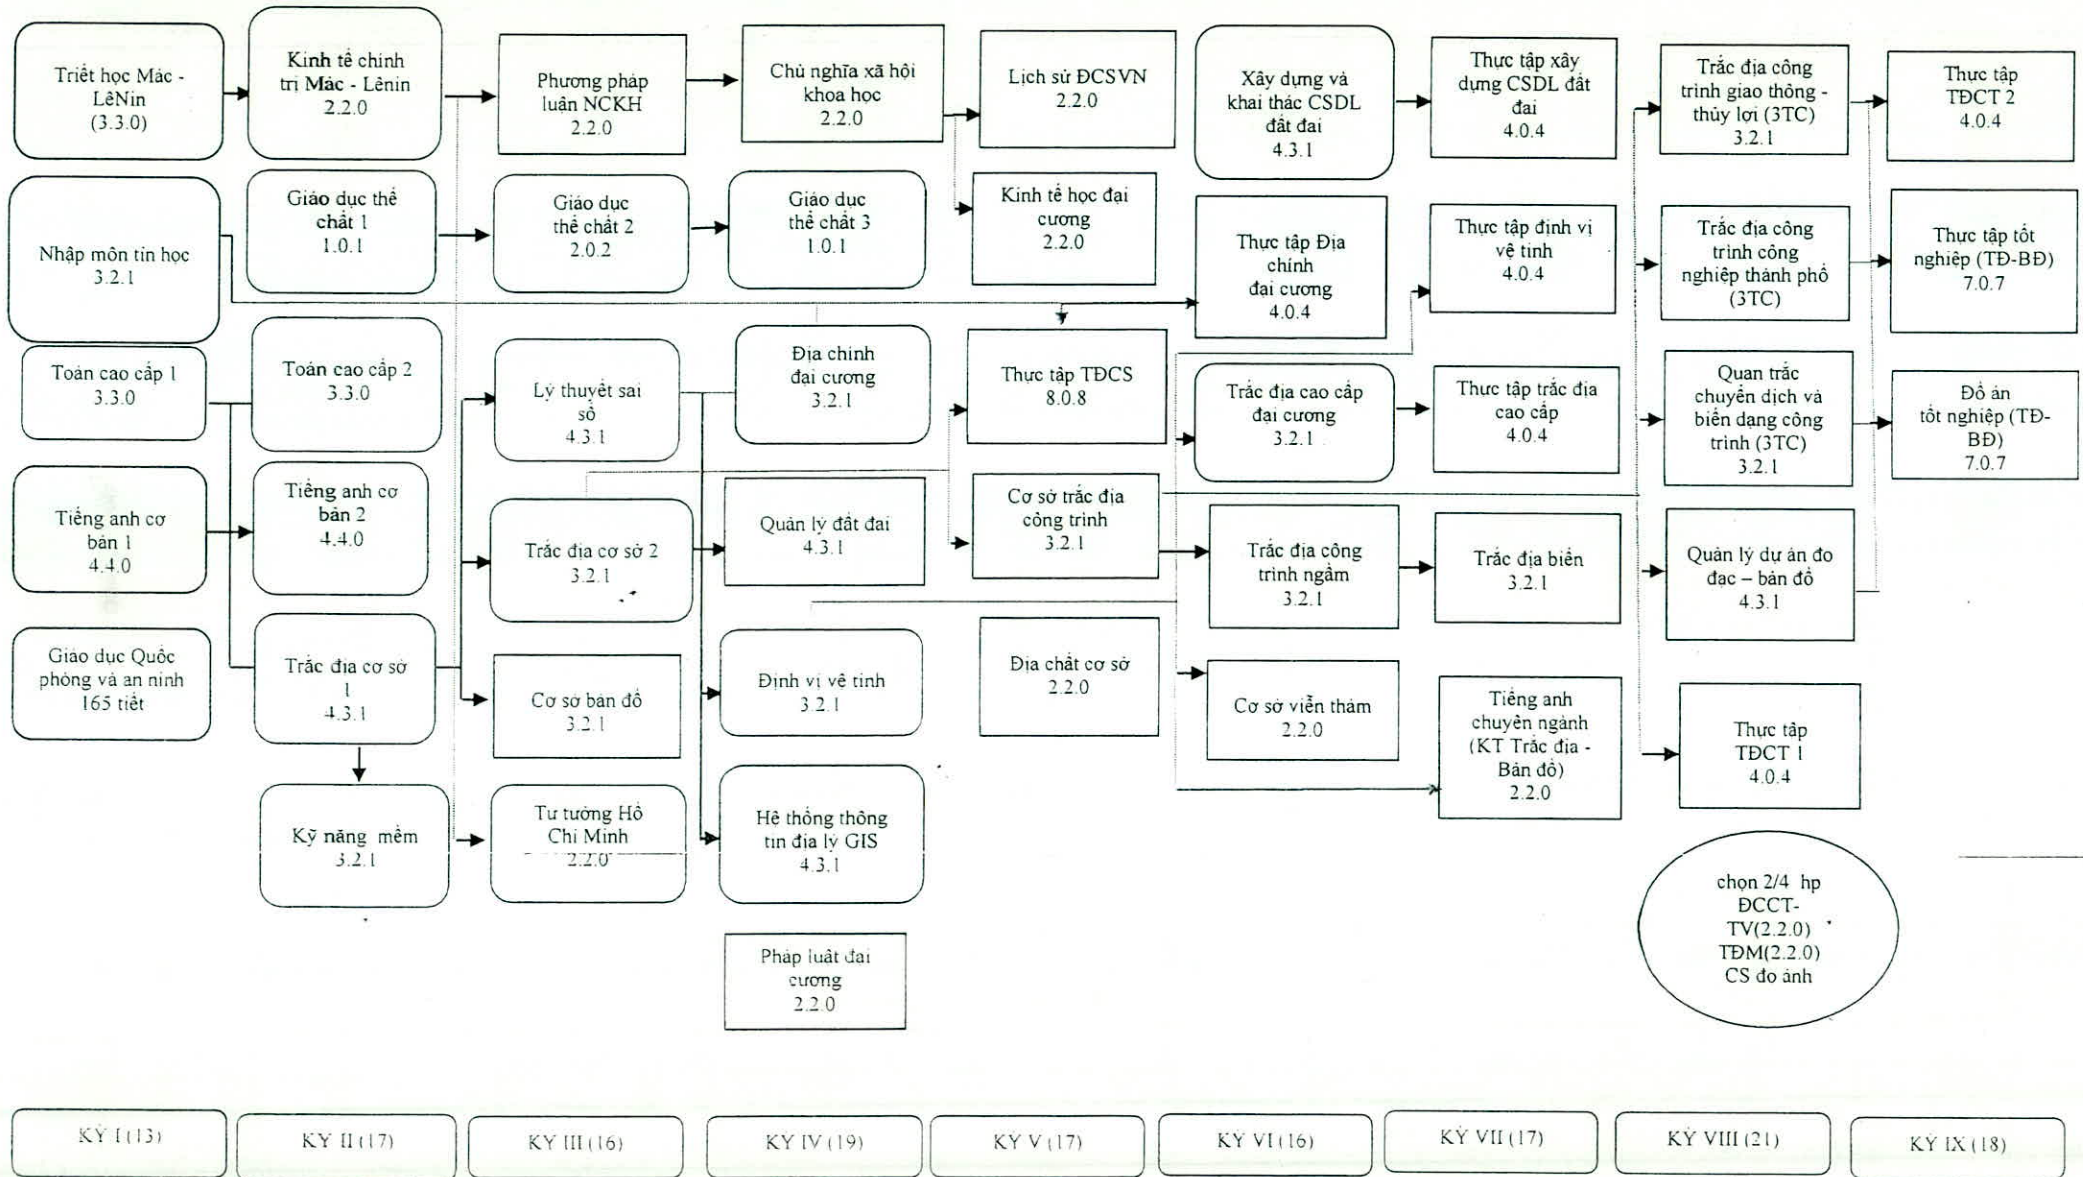 Triết học Mác -
LêNin
(3.3.0)
Nhập môn tin học
3.2.1
Toán cao cấp 1
3.3.0
Tiếng anh cơ
bản 1
4.4.0
Giáo dục Quốc
phòng và an ninh
165 tiết
Kinh tế chính
trị Mác - Lênin
2.2.0
Giáo dục thể
chất 1
1.0.1
Toán cao cấp 2
3.3.0
Tiếng anh cơ
bản 2
4.4.0
Trắc địa cơ sở
1
4.3.1
Kỹ năng mềm
3.2.1
Phương pháp
luận NCKH
2.2.0
Giáo dục
thể chất 2
2.0.2
Lý thuyết sai
số
4.3.1
Trắc địa cơ sở 2
3.2.1
Cơ sở bản đồ
3.2.1
Tư tưởng Hồ
Chí Minh
2.2.0
Chủ nghĩa xã hội
khoa học
2.2.0
Giáo dục
thể chất 3
1.0.1
Địa chính
đại cương
3.2.1
Quản lý đất đai
4.3.1
Định vị vệ tinh
3.2.1
Hệ thống thông
tin địa lý GIS
4.3.1
Pháp luật đại
cương
2.2.0
Lịch sử ĐCSVN
2.2.0
Kinh tế học đại
cương
2.2.0
Thực tập TĐCS
8.0.8
Cơ sở trắc địa
công trình
3.2.1
Địa chất cơ sở
2.2.0
Xây dựng và
khai thác CSDL
đất đai
4.3.1
Thực tập Địa
chính
đại cương
4.0.4
Trắc địa cao cấp
đại cương
3.2.1
Trắc địa công
trình ngầm
3.2.1
Cơ sở viễn thám
2.2.0
Thực tập xây
dựng CSDL đất
đai
4.0.4
Thực tập định vị
vệ tinh
4.0.4
Thực tập trắc địa
cao cấp
4.0.4
Trắc địa biển
3.2.1
Tiếng anh
chuyên ngành
(KT Trắc địa -
Bản đồ)
2.2.0
Trắc địa công
trình giao thông -
thủy lợi (3TC)
3.2.1
Trắc địa công
trình công
nghiệp thành phố
(3TC)
Quan trắc
chuyển dịch và
biến dạng công
trình (3TC)
3.2.1
Quản lý dự án đo
đạc – bản đồ
4.3.1
Thực tập
TĐCT 1
4.0.4
chọn 2/4 hp
ĐCCT-
TV(2.2.0)
TĐM(2.2.0)
CS đo ảnh
Thực tập
TĐCT 2
4.0.4
Thực tập tốt
nghiệp (TĐ-BĐ)
7.0.7
Đồ án
tốt nghiệp (TĐ-
BĐ)
7.0.7
KỲ I (13)
KỲ II (17)
KỲ III (16)
KỲ IV (19)
KỲ V (17)
KỲ VI (16)
KỲ VII (17)
KỲ VIII (21)
KỲ IX (18)